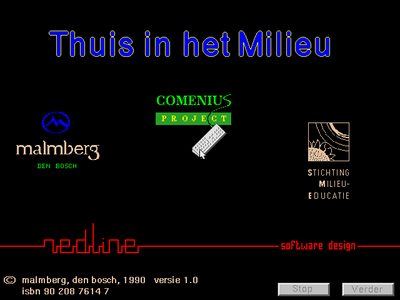 Thuis in het Milieu
COMENIUS
PROJECT
malmberg
DEN BOSCH
STICHTING
MILIEU-
EDUCATIE
nedline
software design
© malmberg, den bosch, 1990 versie 1.0
isbn 90 208 7614 7
Stop
Verder